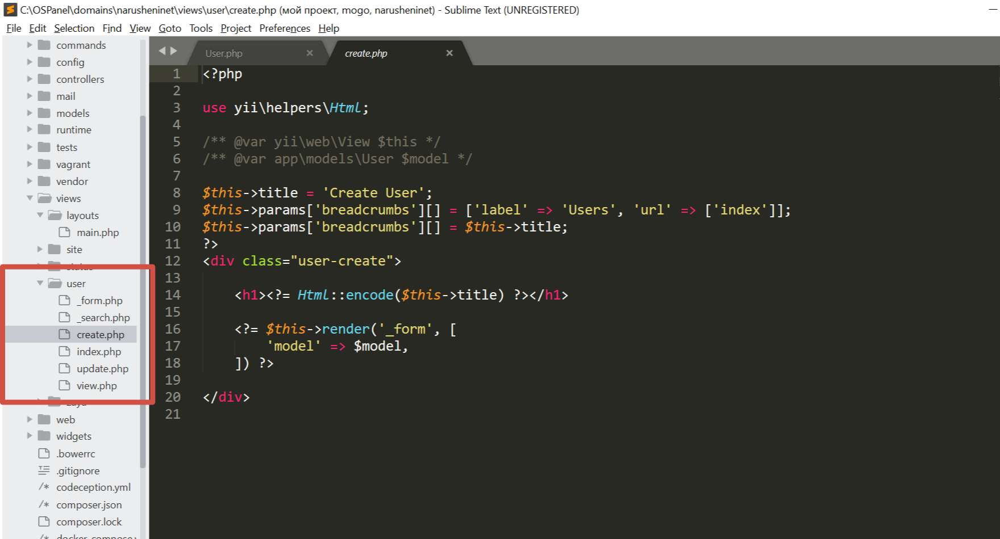 C:\OSPanel\domains\narusheninet\views\user\create.php (мой проект, mogo, narusheninet) - Sublime Text (UNREGISTERED)
File Edit Selection Find View Goto Tools Project Preferences Help
commands
config
controllers
mail
models
runtime
tests
vagrant
vendor
views
layouts
main.php
site
status
user
_form.php
_search.php
create.php
index.php
update.php
view.php
web
widgets
.bowerrc
.gitignore
codeception.yml
composer.json
composer.lock
User.php
create.php
1 <?php
2
3 use yii\helpers\Html;
4
5 /** @var yii\web\View $this */
6 /** @var app\models\User $model */
7
8 $this->title = 'Create User';
9 $this->params['breadcrumbs'][] = ['label' => 'Users', 'url' => ['index']];
10 $this->params['breadcrumbs'][] = $this->title;
11 ?>
12 <div class="user-create">
13
14 <h1><?= Html::encode($this->title) ?></h1>
15
16 <?= $this->render('_form', [
17 'model' => $model,
18 ]) ?>
19
20 </div>
21